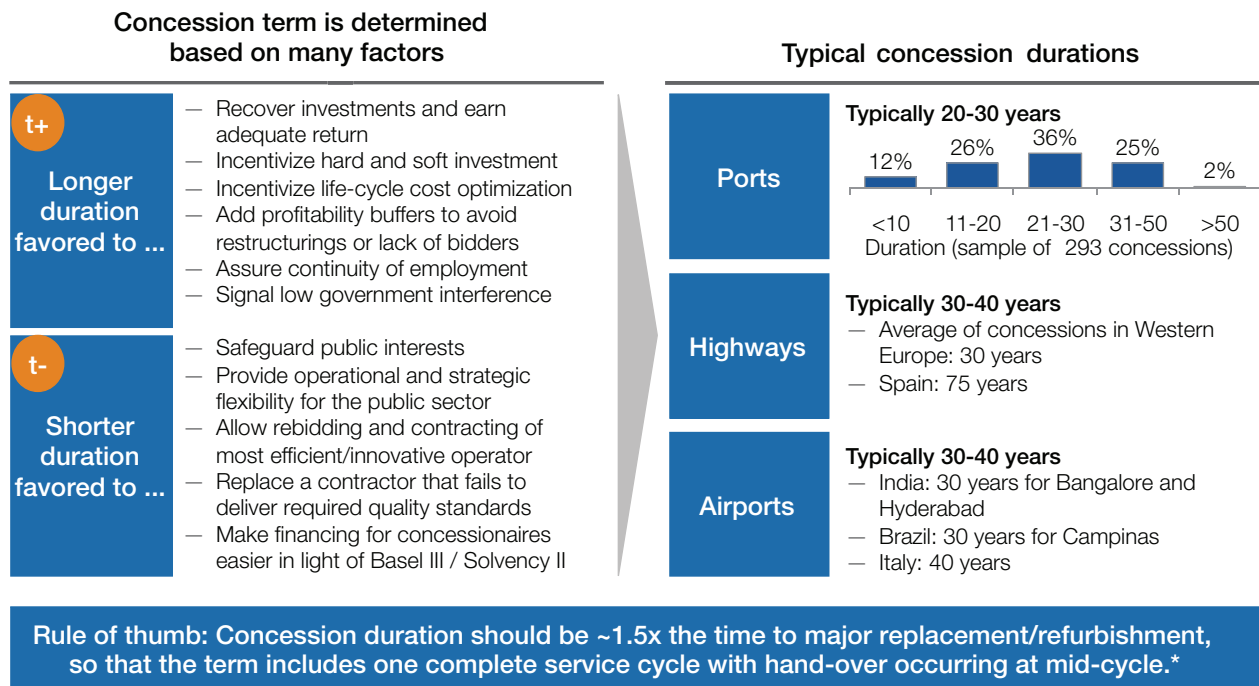 Concession term is determined
based on many factors
t+
Longer
duration
favored to ...
— Recover investments and earn
adequate return
— Incentivize hard and soft investment
— Incentivize life-cycle cost optimization
— Add profitability buffers to avoid
restructurings or lack of bidders
— Assure continuity of employment
— Signal low government interference
t-
Shorter
duration
favored to ...
— Safeguard public interests
— Provide operational and strategic
flexibility for the public sector
— Allow rebidding and contracting of
most efficient/innovative operator
— Replace a contractor that fails to
deliver required quality standards
— Make financing for concessionaires
easier in light of Basel III / Solvency II
Typical concession durations
Ports
Typically 20-30 years
12% 26% 36% 25% 2%
<10 11-20 21-30 31-50 >50
Duration (sample of 293 concessions)
Highways
Typically 30-40 years
— Average of concessions in Western
Europe: 30 years
— Spain: 75 years
Airports
Typically 30-40 years
— India: 30 years for Bangalore and
Hyderabad
— Brazil: 30 years for Campinas
— Italy: 40 years
Rule of thumb: Concession duration should be ~1.5x the time to major replacement/refurbishment,
so that the term includes one complete service cycle with hand-over occurring at mid-cycle.*